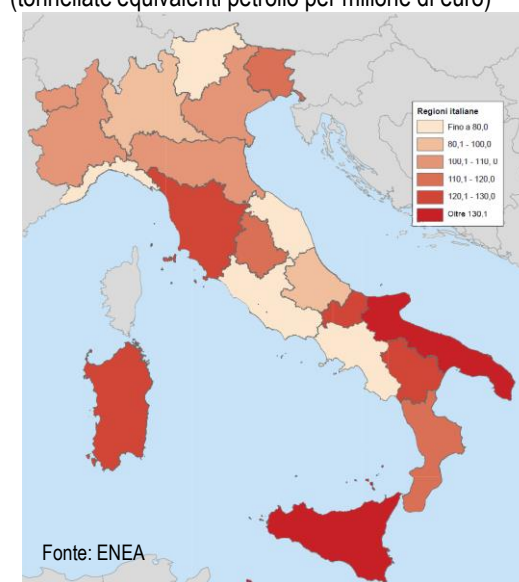 (tonnellate equivalenti petrolio per milione di euro)
Regioni italiane
Fino a 80,0
80,1 - 100,0
100,1 - 110, 0
110,1 - 120,0
120,1 - 130,0
Oltre 130,1
Fonte: ENEA